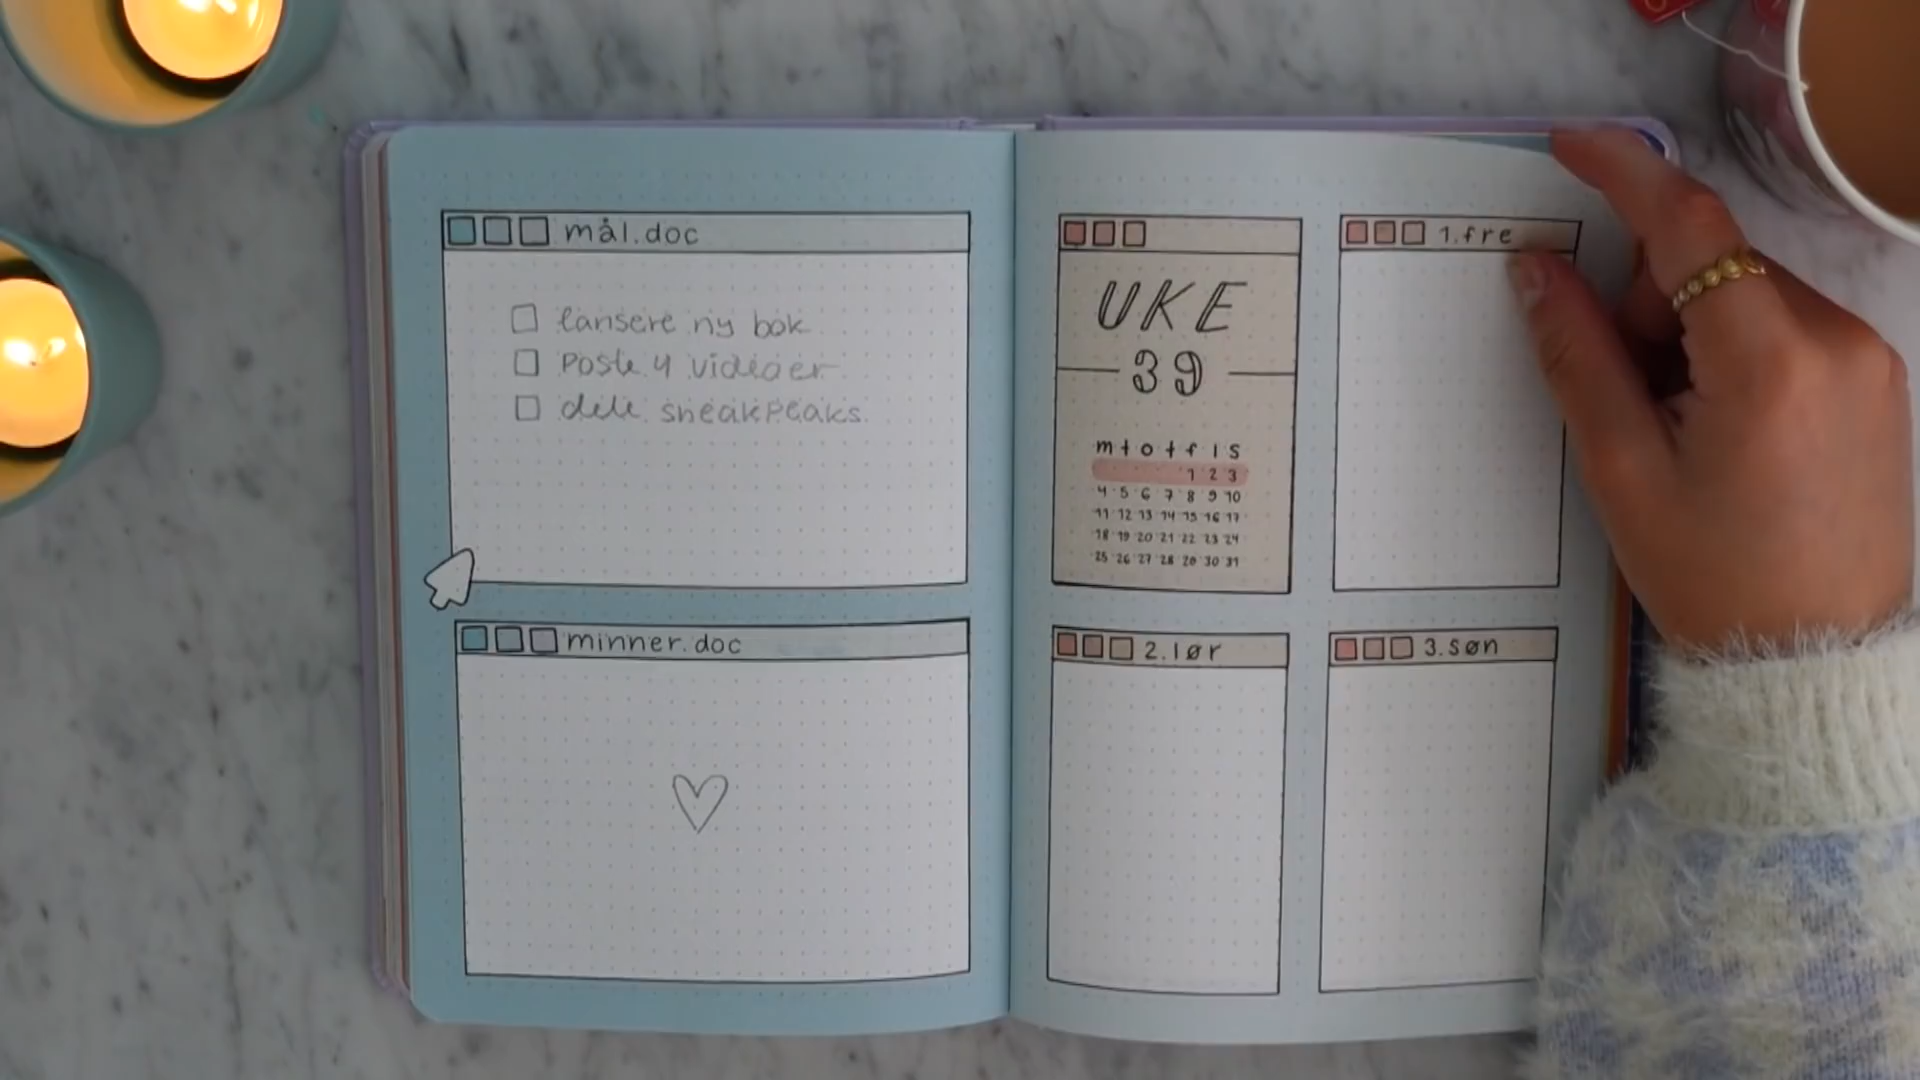 mål.doc
lansere ny bok
poste 4 videoer
dele sneakpeaks
minner.doc
UKE
39
m t o t f l s
1 2 3
4 5 6 7 8 9 10
11 12 13 14 15 16 17
18 19 20 21 22 23 24
25 26 27 28 29 30 31
1.fre
2.lør
3.søn